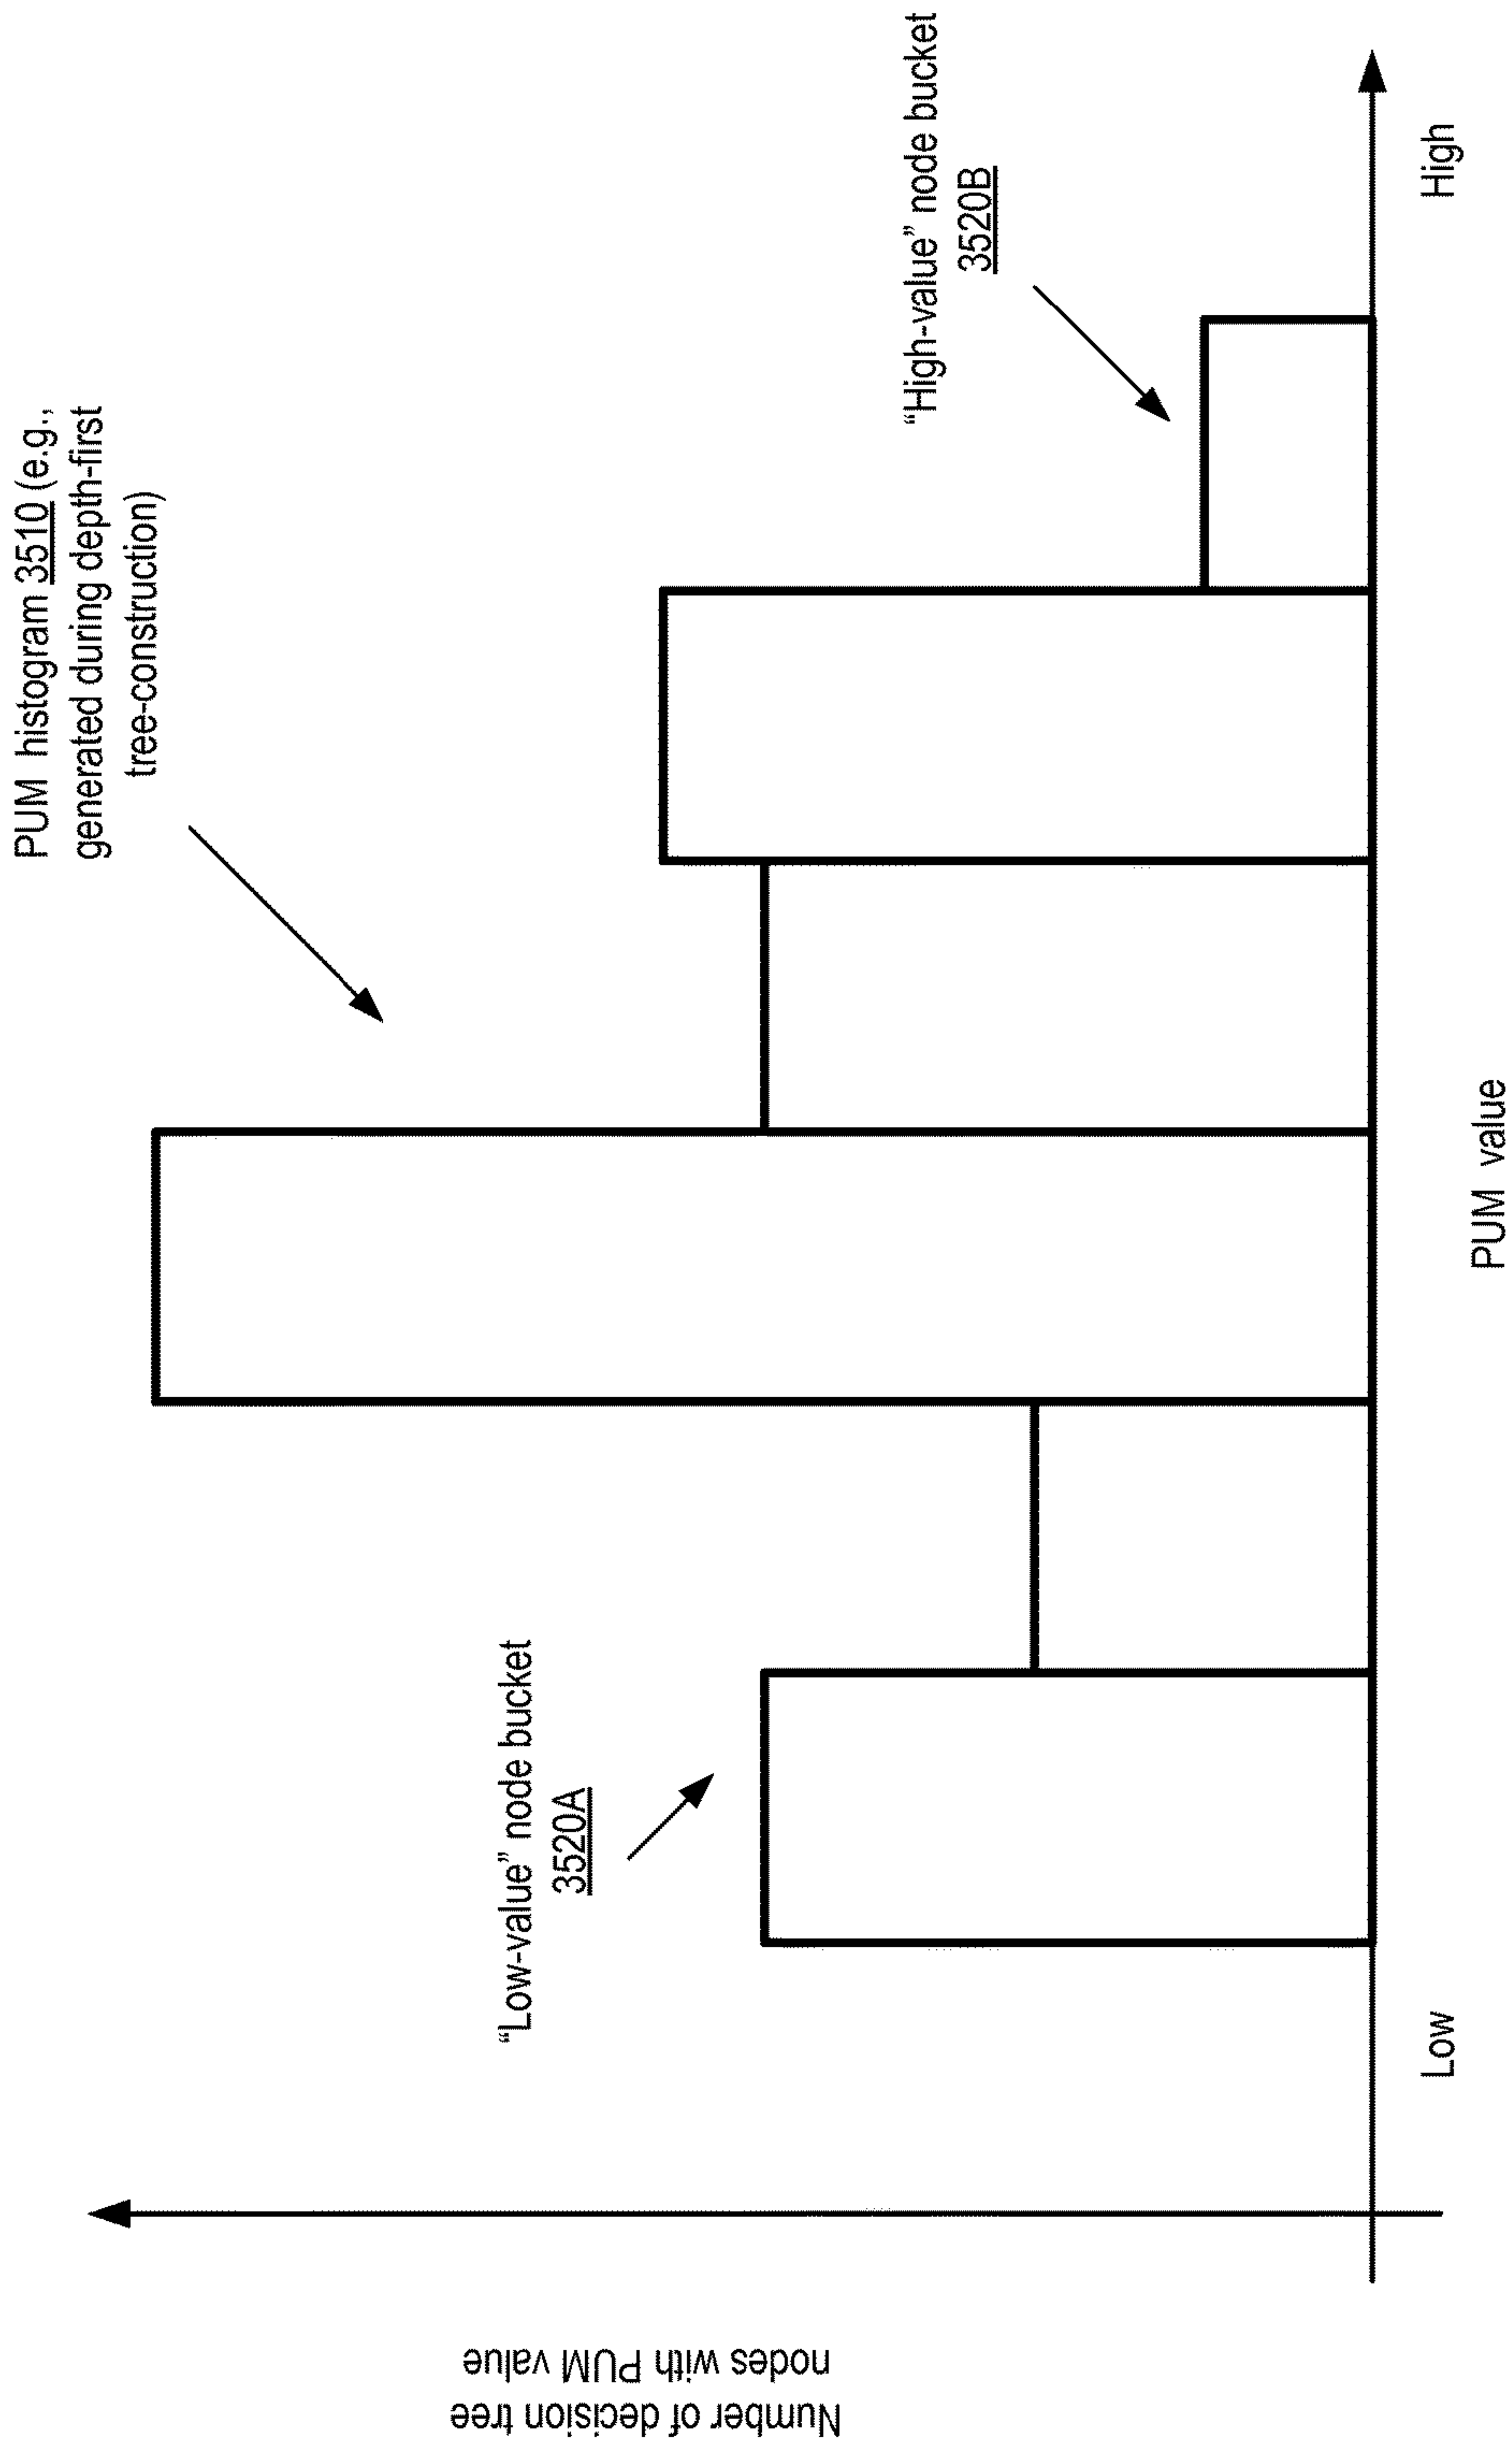 PUM histogram 3510 (e.g.,
generated during depth-first
tree-construction)
"High-value" node bucket
3520B
"Low-value" node bucket
3520A
Number of decision tree
nodes with PUM value
Low
High
PUM value